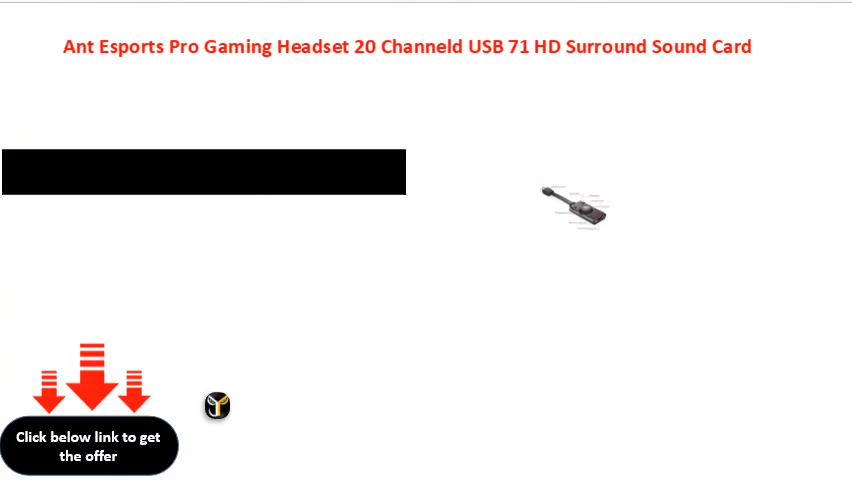 Ant Esports Pro Gaming Headset 20 Channeld USB 71 HD Surround Sound Card
Click below link to get
the offer